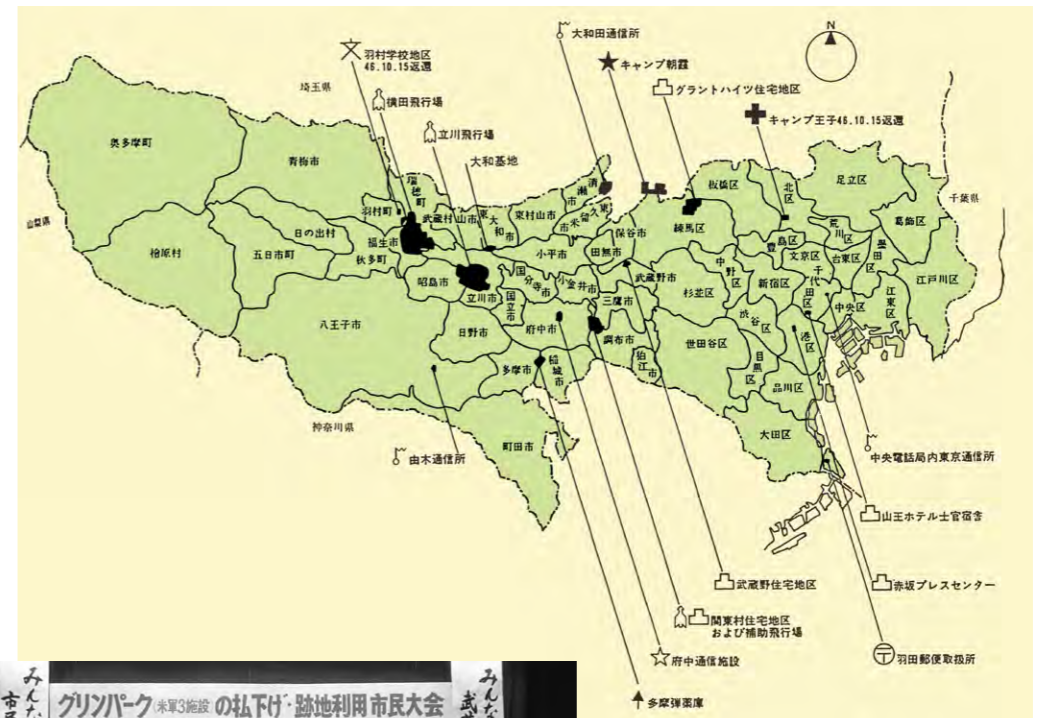 羽村学校地区
46.10.15返還
横田飛行場
立川飛行場
大和基地
大和田通信所
キャンプ朝霞
グラントハイツ住宅地区
キャンプ王子46.10.15返還
N
埼玉県
千葉県
山梨県
神奈川県
奥多摩町
青梅市
瑞穂町
羽村町
武蔵村山市
東大和市
東村山市
清瀬市
東久留米市
保谷市
板橋区
練馬区
北区
足立区
葛飾区
荒川区
豊島区
文京区
台東区
墨田区
江戸川区
江東区
檜原村
五日市町
日の出村
福生市
秋多町
昭島市
立川市
国分寺市
国立市
小平市
田無市
小金井市
武蔵野市
三鷹市
中野区
杉並区
新宿区
千代田区
中央区
渋谷区
港区
八王子市
日野市
府中市
調布市
狛江市
世田谷区
目黒区
品川区
多摩市
稲城市
大田区
町田市
由木通信所
中央電話局内東京通信所
山王ホテル士官宿舎
赤坂プレスセンター
羽田郵便取扱所
武蔵野住宅地区
関東村住宅地区
および補助飛行場
府中通信施設
多摩弾薬庫
みんな
市民
グリンパーク(米軍3施設)の払下げ・跡地利用市民大会
みんな
武